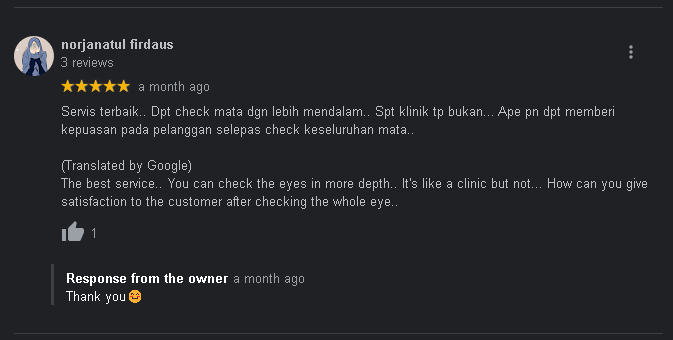 norjanatul firdaus
3 reviews
a month ago
Servis terbaik.. Dpt check mata dgn lebih mendalam.. Spt klinik tp bukan... Ape pn dpt memberi
kepuasan pada pelanggan selepas check keseluruhan mata..
(Translated by Google)
The best service.. You can check the eyes in more depth.. It's like a clinic but not... How can you give
satisfaction to the customer after checking the whole eye..
1
Response from the owner a month ago
Thank you😊